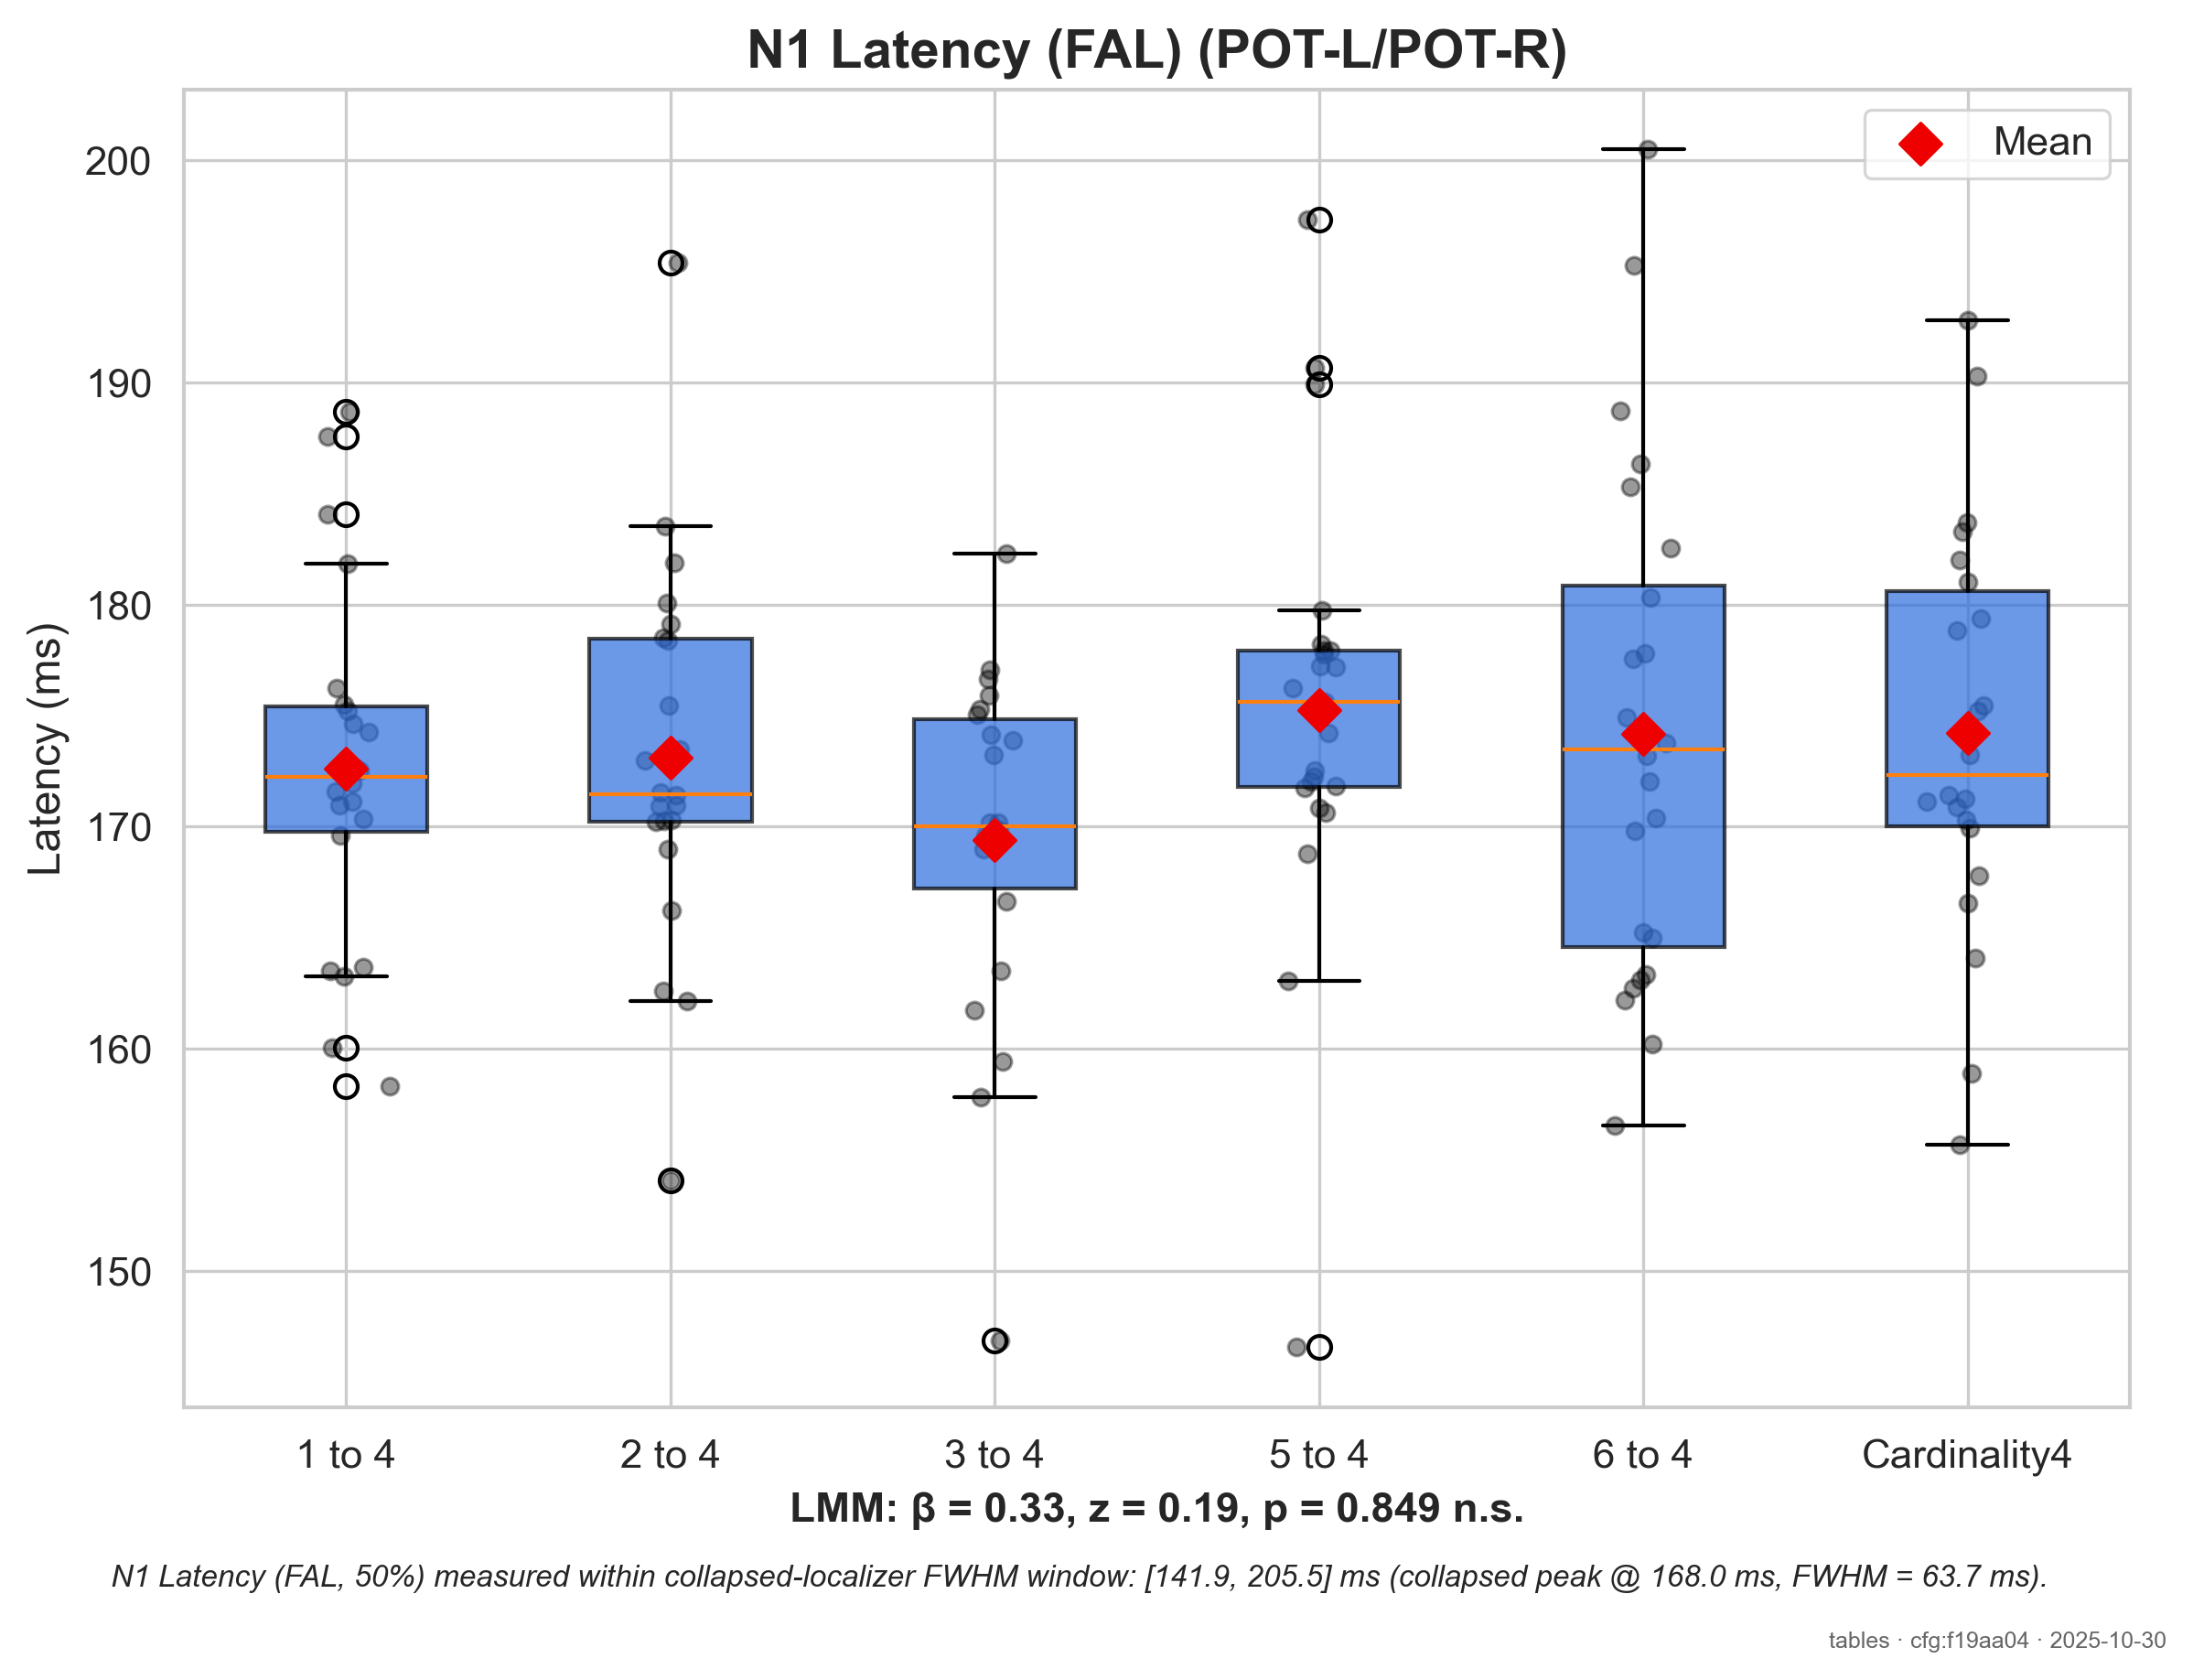 N1 Latency (FAL) (POT-L/POT-R)
Mean
200
190
180
170
160
150
Latency (ms)
1 to 4 2 to 4 3 to 4 5 to 4 6 to 4 Cardinality4
LMM: β = 0.33, z = 0.19, p = 0.849 n.s.
N1 Latency (FAL, 50%) measured within collapsed-localizer FWHM window: [141.9, 205.5] ms (collapsed peak @ 168.0 ms, FWHM = 63.7 ms).
tables · cfg:f19aa04 · 2025-10-30